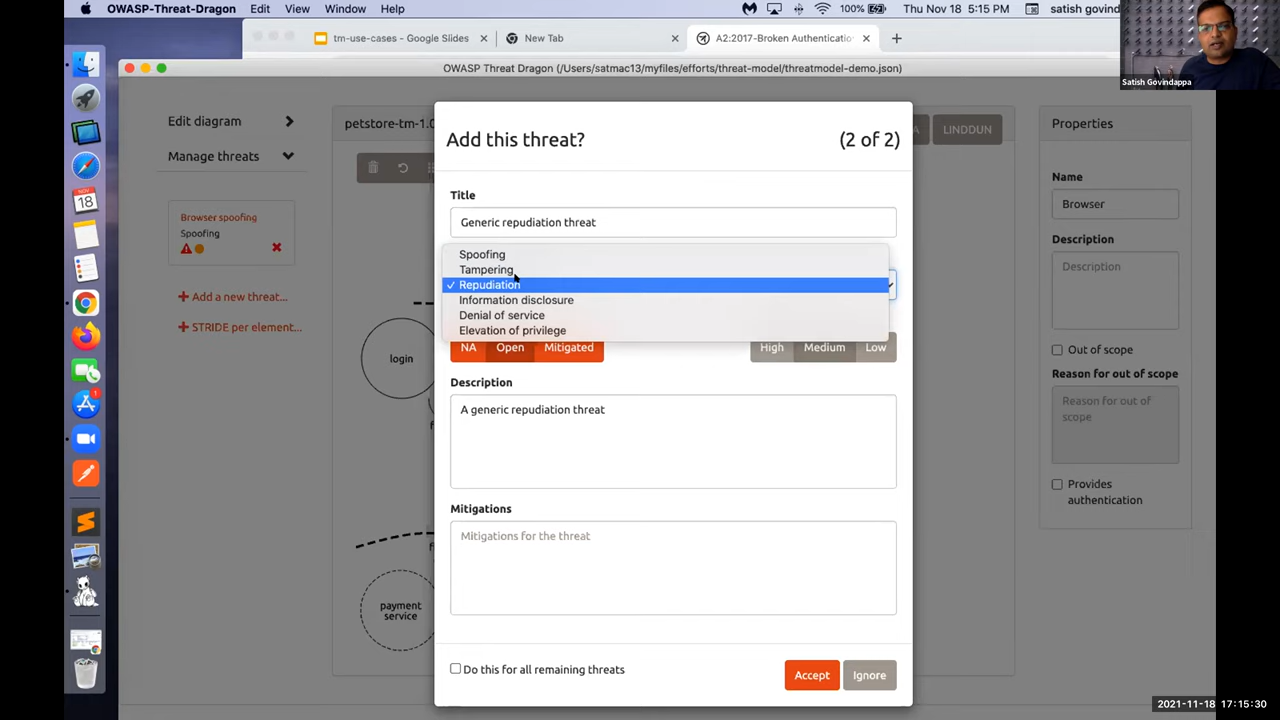 OWASP-Threat-Dragon Edit View Window Help
100% Thu Nov 18 5:15 PM satish govind
tm-use-cases - Google Slides
New Tab
A2:2017-Broken Authenticatio
OWASP Threat Dragon (/Users/satmac13/myfiles/efforts/threat-model/threatmodel-demo.json)
Satish Govindappa
NOV
18
1
Edit diagram
Manage threats
Browser spoofing
Spoofing
Add a new threat...
STRIDE per element...
petstore-tm-1.0
login
payment
service
Add this threat?
(2 of 2)
Title
Generic repudiation threat
Spoofing
Tampering
Repudiation
Information disclosure
Denial of service
Elevation of privilege
NA Open Mitigated
High Medium Low
Description
A generic repudiation threat
Mitigations
Mitigations for the threat
Do this for all remaining threats
Accept
Ignore
LINDDUN
Properties
Name
Browser
Description
Description
Out of scope
Reason for out of scope
Reason for out of
scope
Provides
authentication
2021-11-18 17:15:30